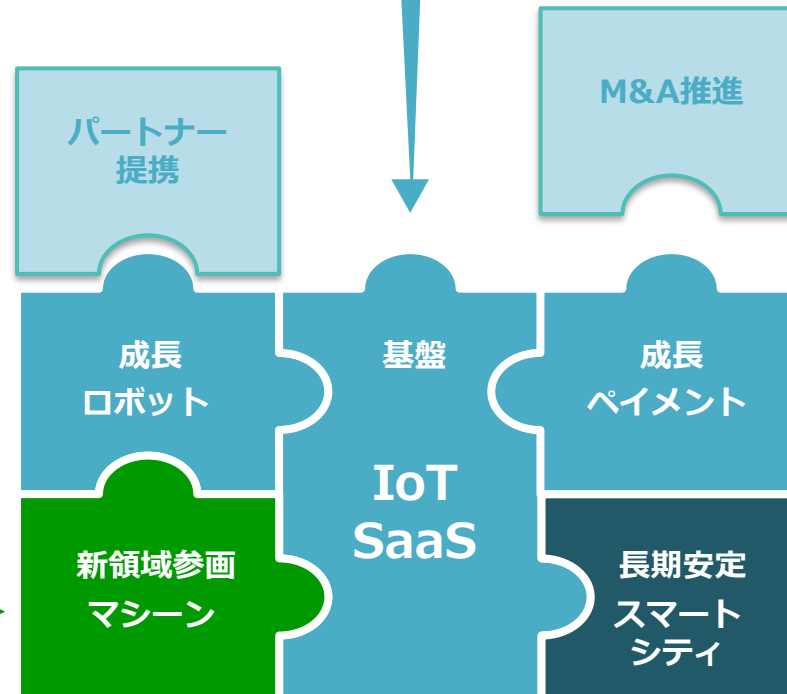 パートナー
提携
M&A推進
成長
ロボット
基盤
IoT
SaaS
成長
ペイメント
新領域参画
マシーン
長期安定
スマート
シティ